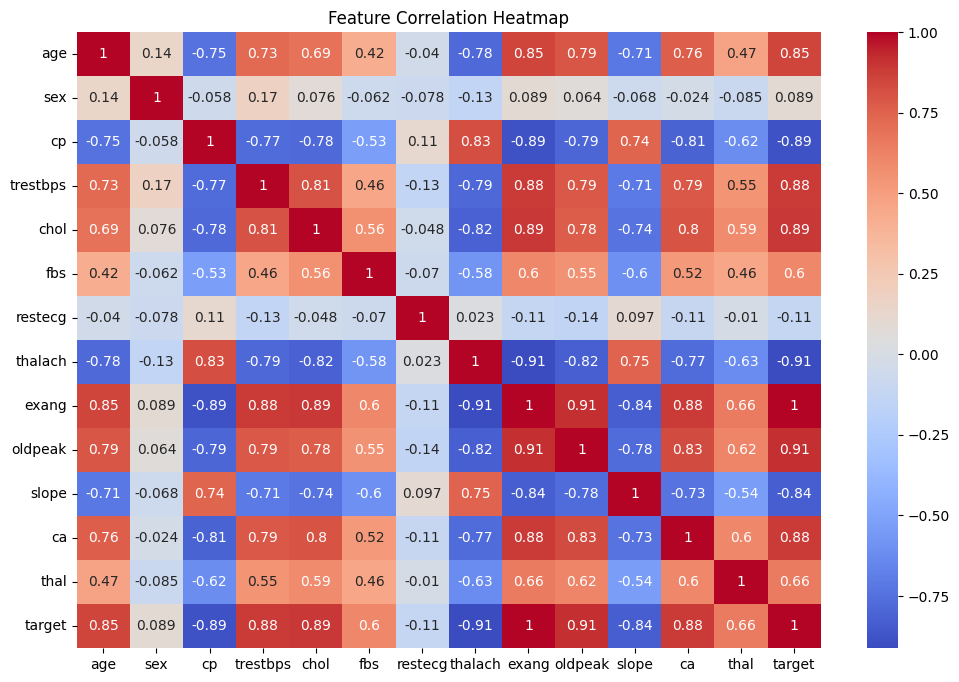 Feature Correlation Heatmap
age 1 0.14 -0.75 0.73 0.69 0.42 -0.04 -0.78 0.85 0.79 -0.71 0.76 0.47 0.85
sex 0.14 1 -0.058 0.17 0.076 -0.062 -0.078 -0.13 0.089 0.064 -0.068 -0.024 -0.085 0.089
cp -0.75 -0.058 1 -0.77 -0.78 -0.53 0.11 0.83 -0.89 -0.79 0.74 -0.81 -0.62 -0.89
trestbps 0.73 0.17 -0.77 1 0.81 0.46 -0.13 -0.79 0.88 0.79 -0.71 0.79 0.55 0.88
chol 0.69 0.076 -0.78 0.81 1 0.56 -0.048 -0.82 0.89 0.78 -0.74 0.8 0.59 0.89
fbs 0.42 -0.062 -0.53 0.46 0.56 1 -0.07 -0.58 0.6 0.55 -0.6 0.52 0.46 0.6
restecg -0.04 -0.078 0.11 -0.13 -0.048 -0.07 1 0.023 -0.11 -0.14 0.097 -0.11 -0.01 -0.11
thalach -0.78 -0.13 0.83 -0.79 -0.82 -0.58 0.023 1 -0.91 -0.82 0.75 -0.77 -0.63 -0.91
exang 0.85 0.089 -0.89 0.88 0.89 0.6 -0.11 -0.91 1 0.91 -0.84 0.88 0.66 1
oldpeak 0.79 0.064 -0.79 0.79 0.78 0.55 -0.14 -0.82 0.91 1 -0.78 0.83 0.62 0.91
slope -0.71 -0.068 0.74 -0.71 -0.74 -0.6 0.097 0.75 -0.84 -0.78 1 -0.73 -0.54 -0.84
ca 0.76 -0.024 -0.81 0.79 0.8 0.52 -0.11 -0.77 0.88 0.83 -0.73 1 0.6 0.88
thal 0.47 -0.085 -0.62 0.55 0.59 0.46 -0.01 -0.63 0.66 0.62 -0.54 0.6 1 0.66
target 0.85 0.089 -0.89 0.88 0.89 0.6 -0.11 -0.91 1 0.91 -0.84 0.88 0.66 1
age sex cp trestbps chol fbs restecg thalach exang oldpeak slope ca thal target
1.00
0.75
0.50
0.25
0.00
−0.25
−0.50
−0.75